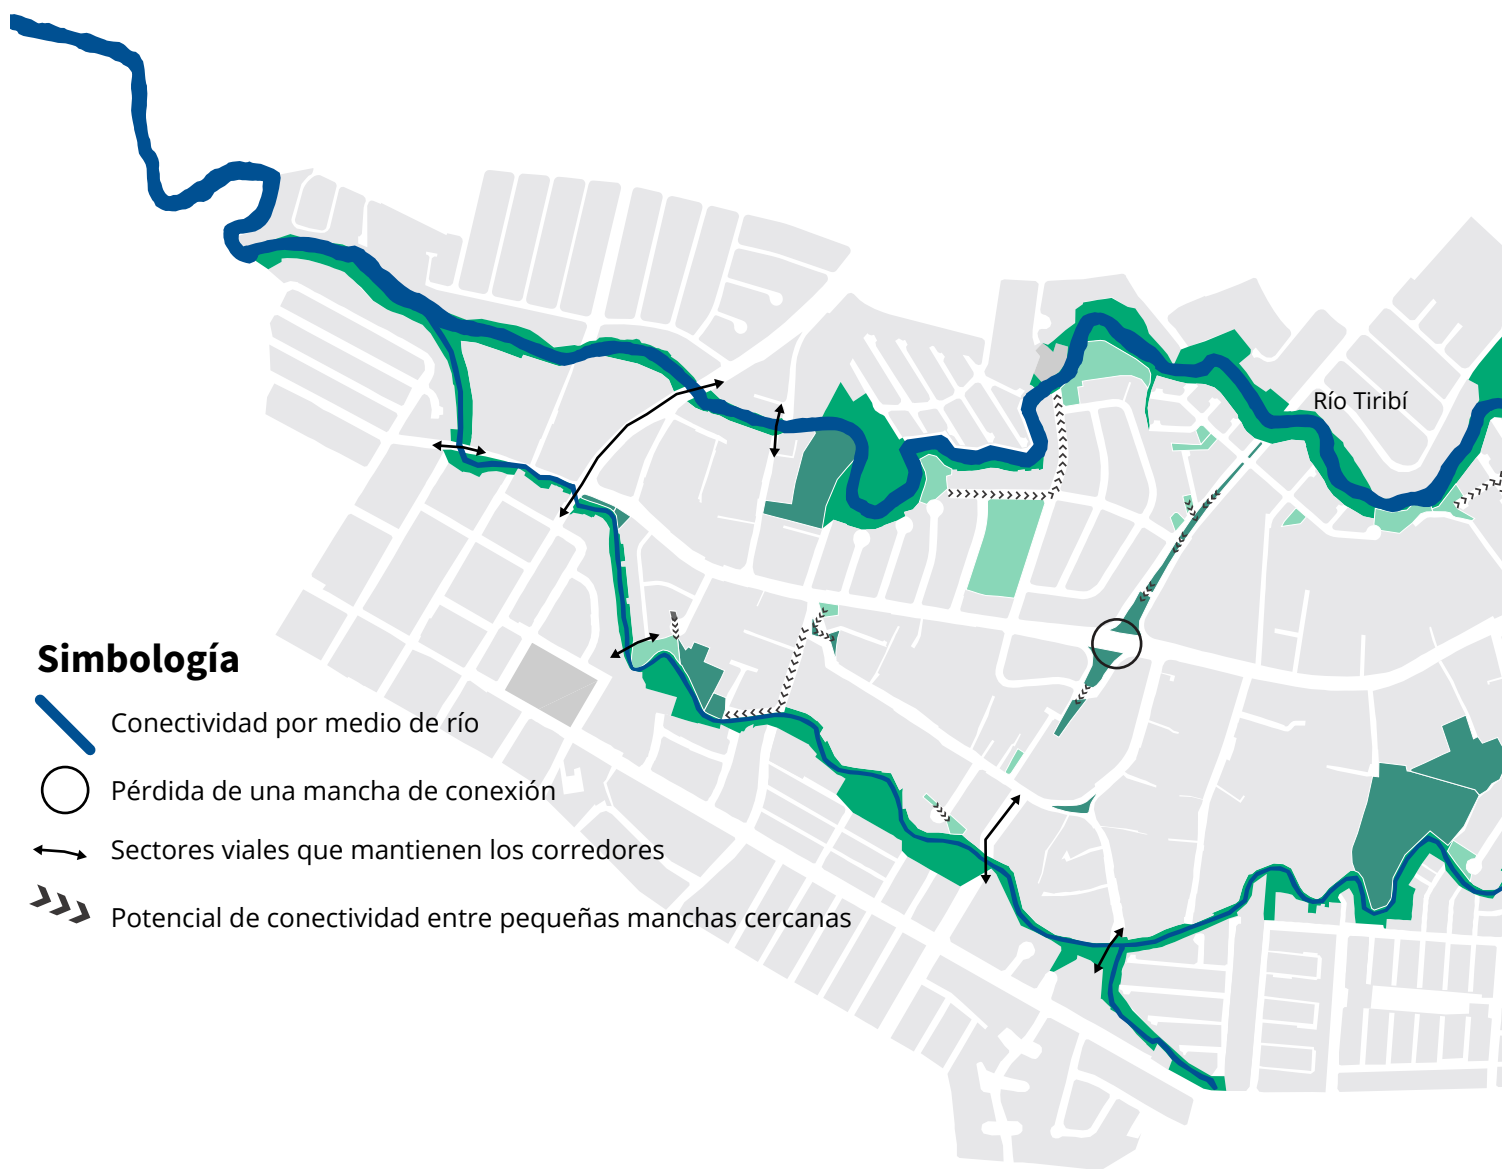 Río Tiribí
Simbología
Conectividad por medio de río
Pérdida de una mancha de conexión
Sectores viales que mantienen los corredores
Potencial de conectividad entre pequeñas manchas cercanas